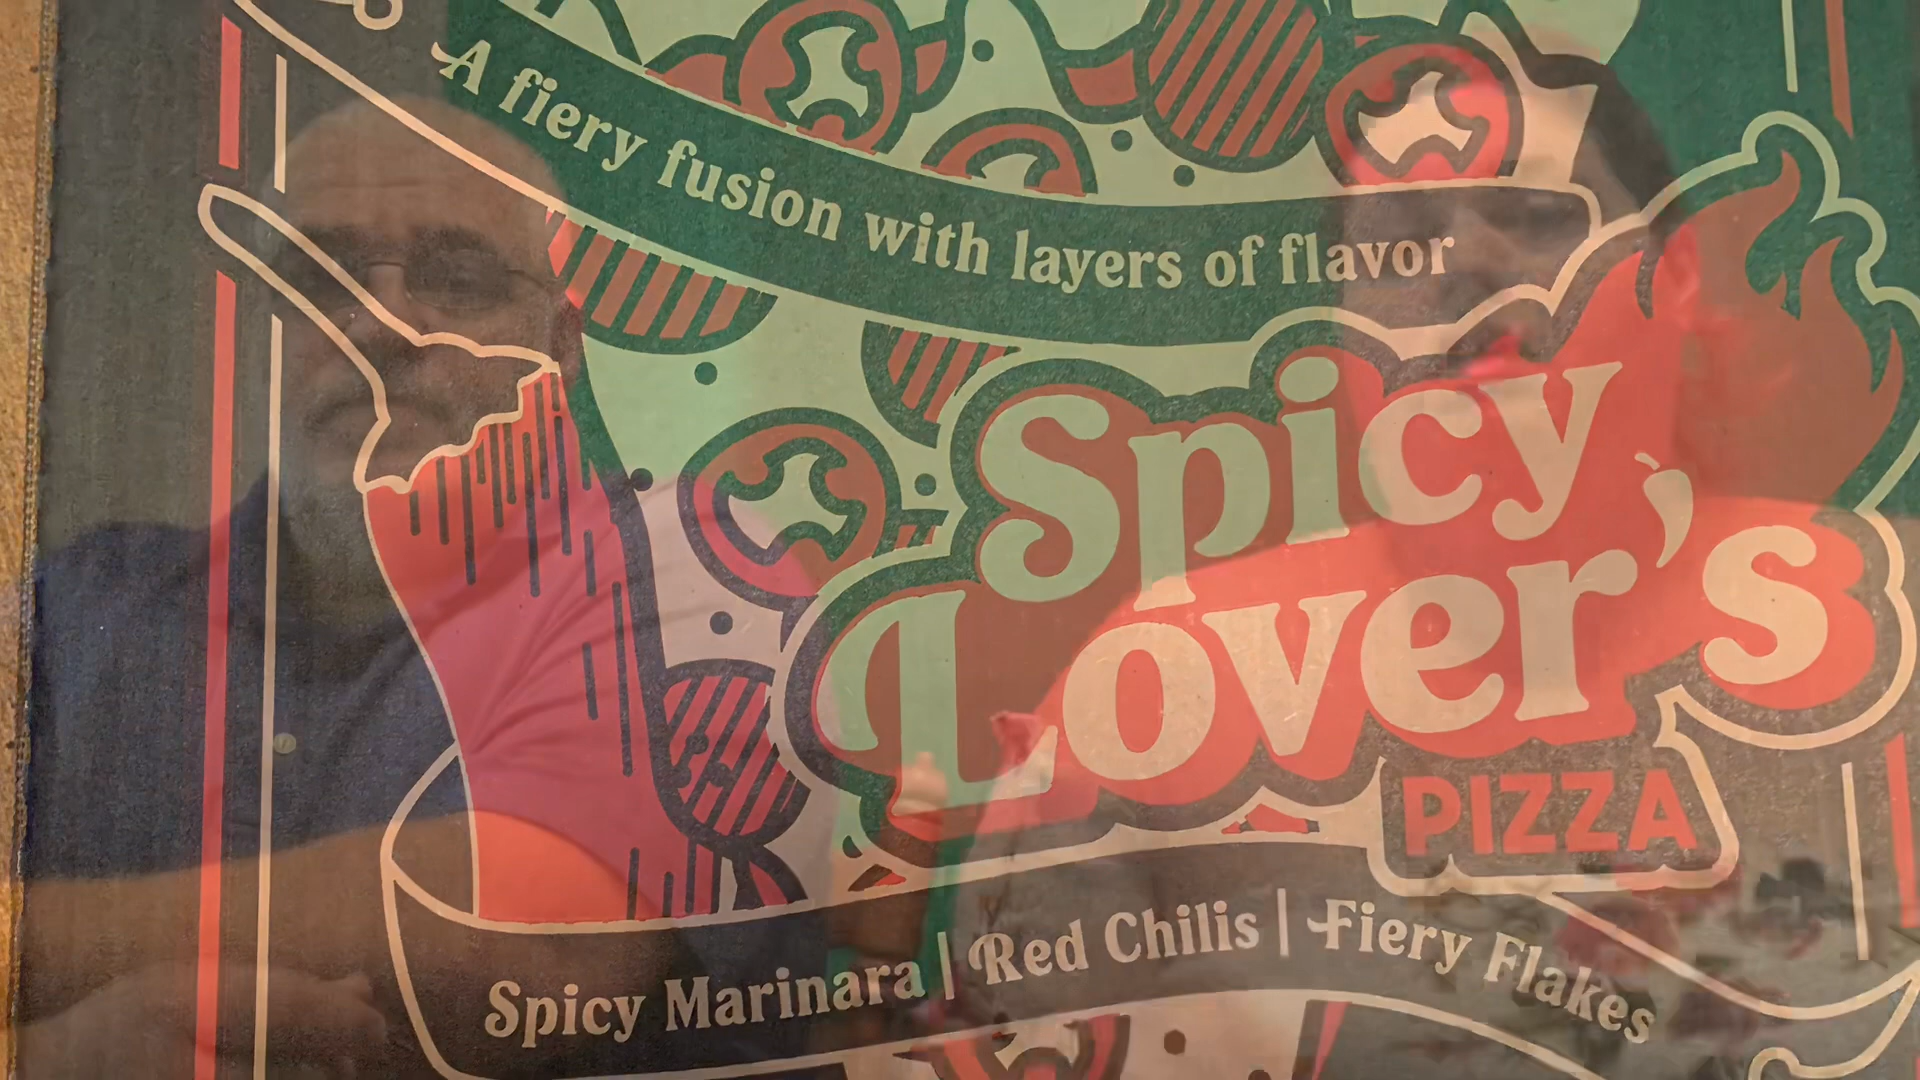 A fiery fusion with layers of flavor
Spicy
Lover's
PIZZA
Spicy Marinara | Red Chilis | Fiery Flakes